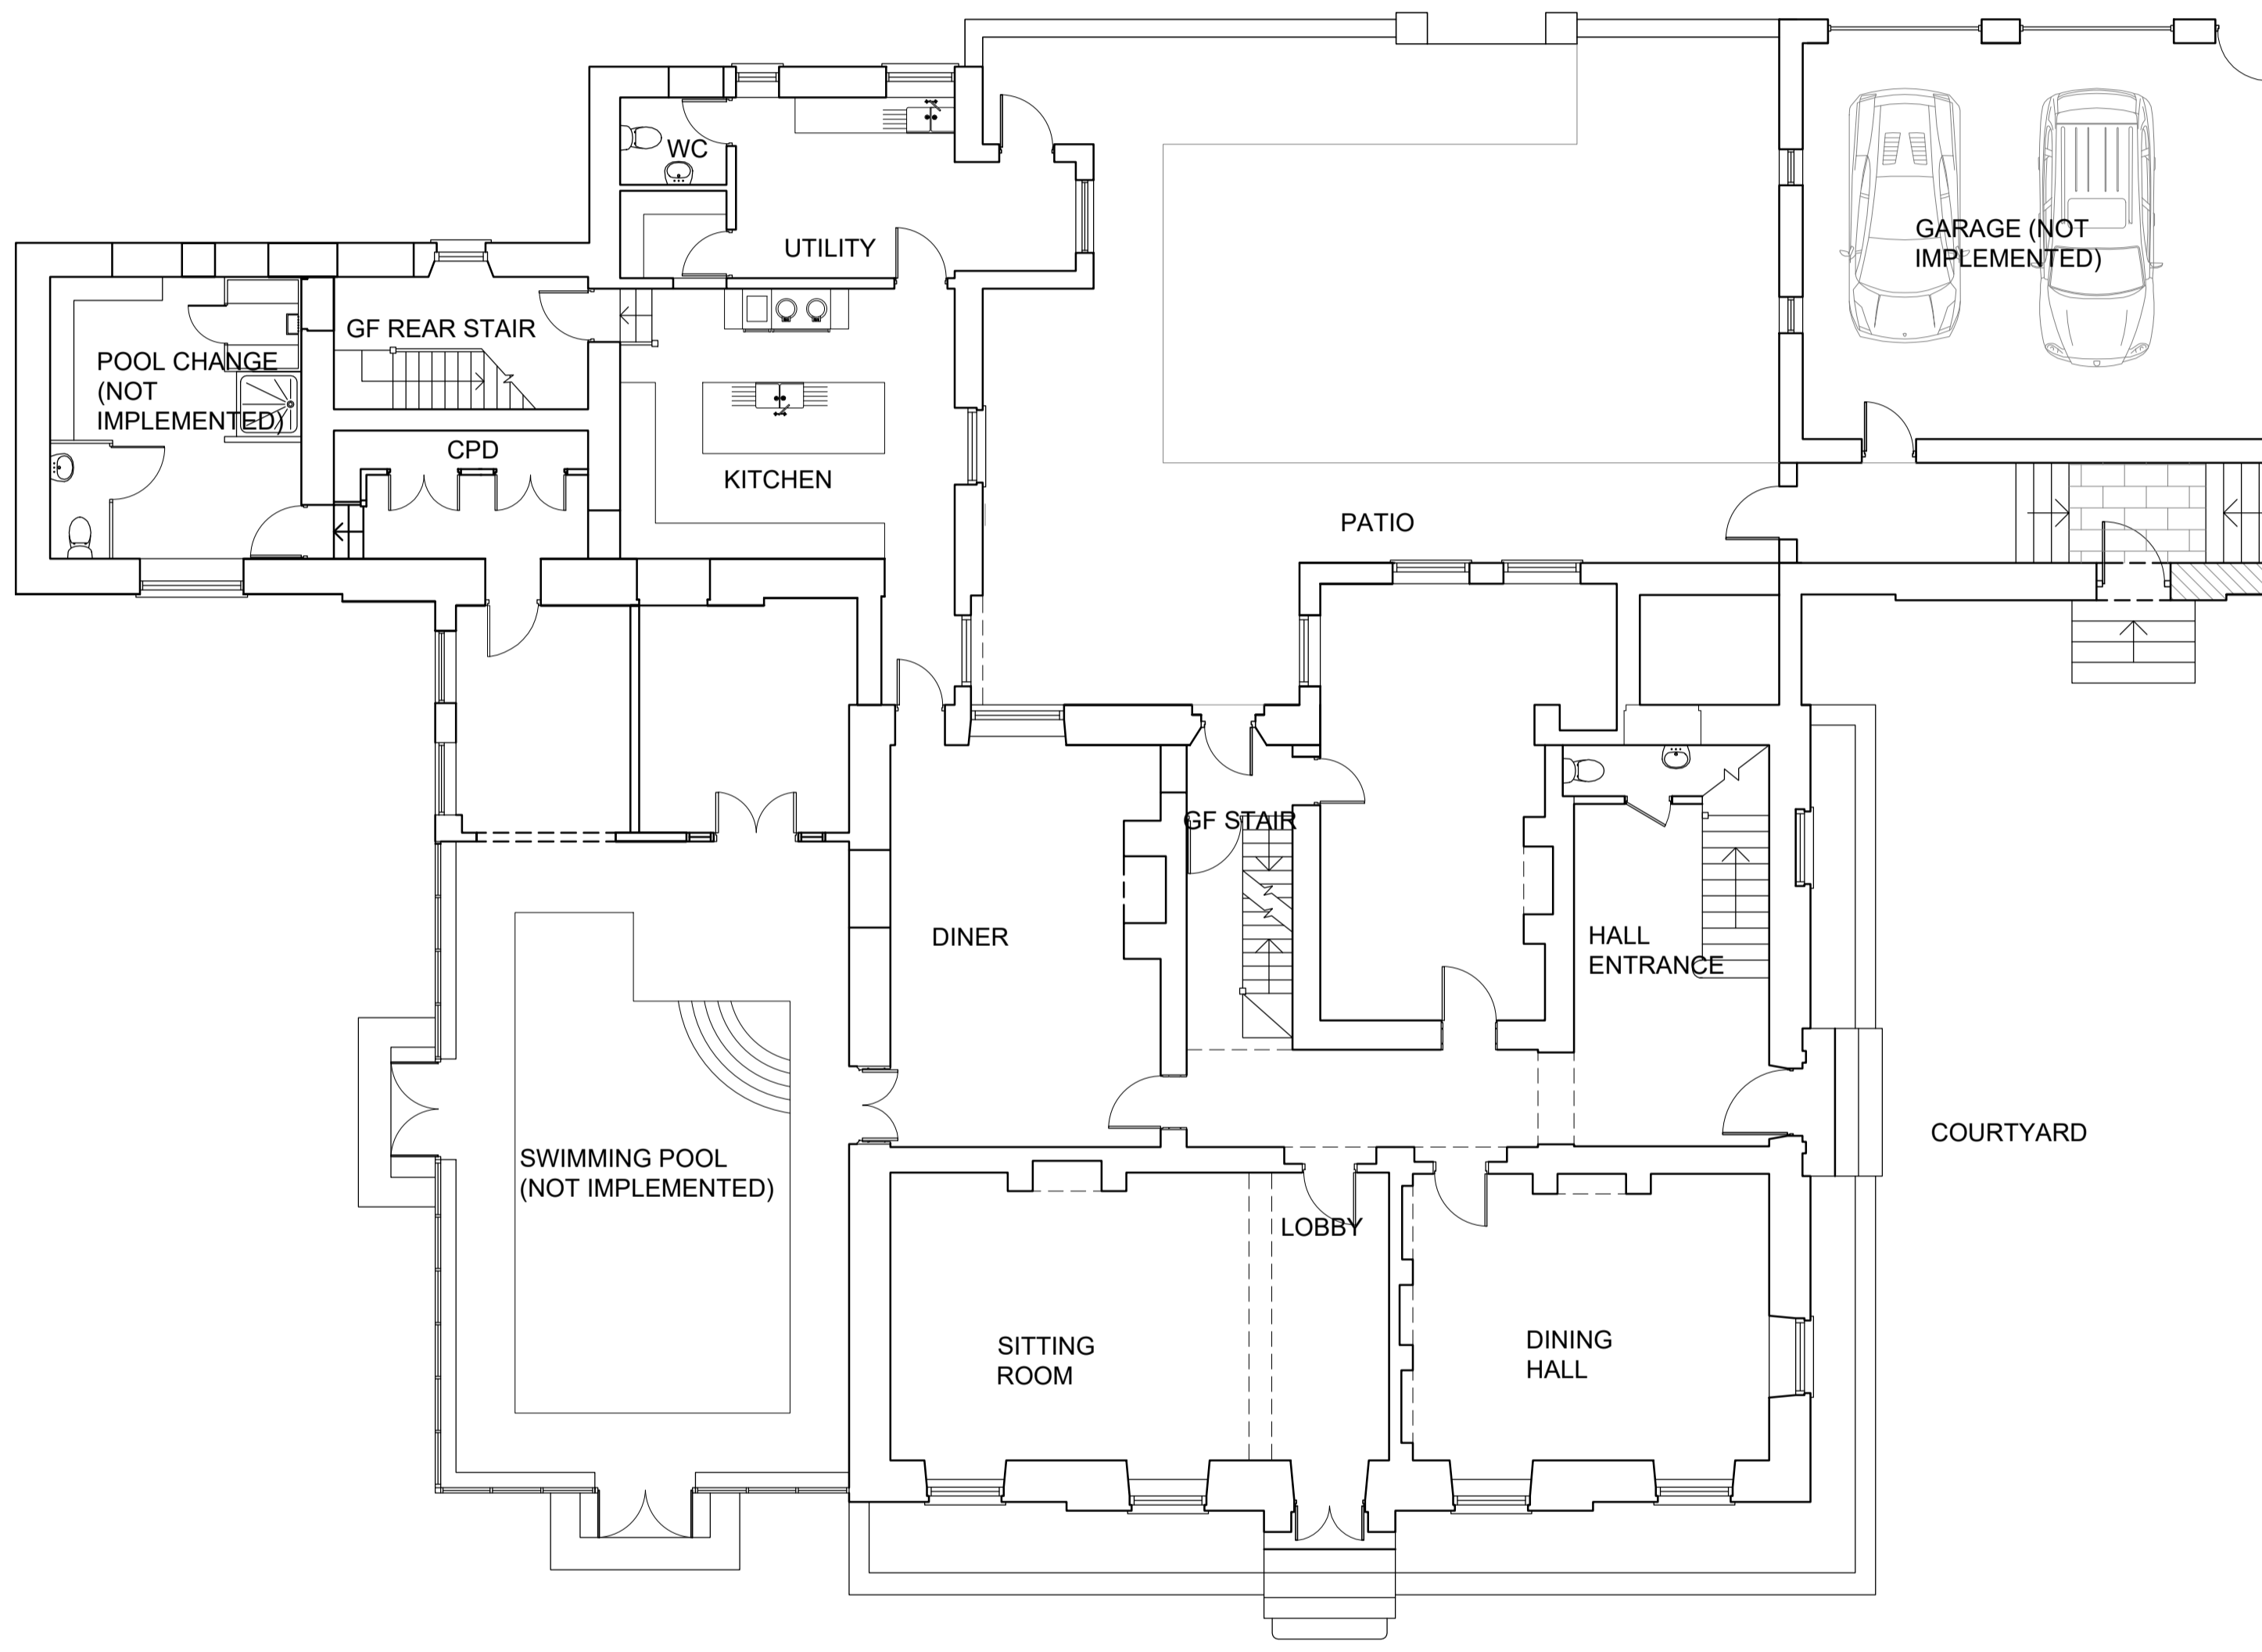 WC
UTILITY
GARAGE (NOT
IMPLEMENTED)
GF REAR STAIR
POOL CHANGE
(NOT
IMPLEMENTED)
CPD
KITCHEN
PATIO
GF STAIR
DINER
HALL
ENTRANCE
COURTYARD
SWIMMING POOL
(NOT IMPLEMENTED)
LOBBY
SITTING
ROOM
DINING
HALL